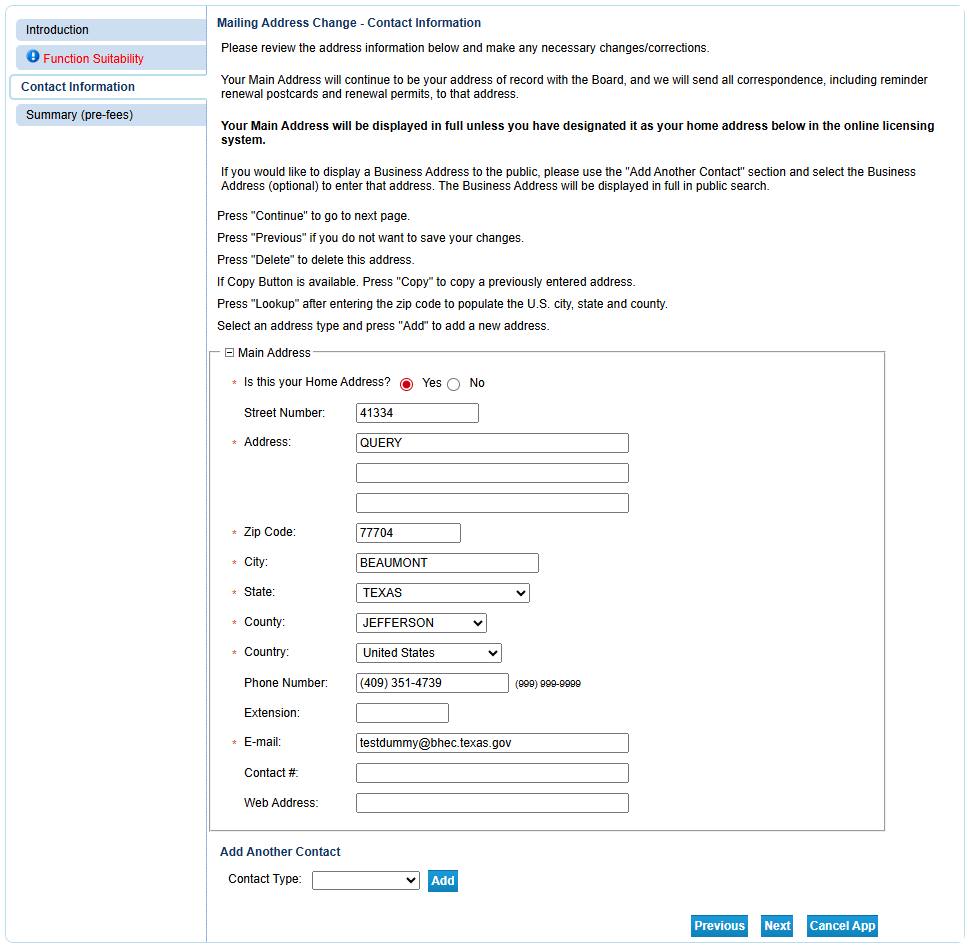 Introduction
Function Suitability
Contact Information
Summary (pre-fees)
Mailing Address Change - Contact Information
Please review the address information below and make any necessary changes/corrections.
Your Main Address will continue to be your address of record with the Board, and we will send all correspondence, including reminder
renewal postcards and renewal permits, to that address.
Your Main Address will be displayed in full unless you have designated it as your home address below in the online licensing
system.
If you would like to display a Business Address to the public, please use the "Add Another Contact" section and select the Business
Address (optional) to enter that address. The Business Address will be displayed in full in public search.
Press "Continue" to go to next page.
Press "Previous" if you do not want to save your changes.
Press "Delete" to delete this address.
If Copy Button is available. Press "Copy" to copy a previously entered address.
Press "Lookup" after entering the zip code to populate the U.S. city, state and county.
Select an address type and press "Add" to add a new address.
Main Address
* Is this your Home Address? Yes No
Street Number: 41334
* Address: QUERY
* Zip Code: 77704
* City: BEAUMONT
* State: TEXAS
* County: JEFFERSON
* Country: United States
Phone Number: (409) 351-4739 (999) 999-9999
Extension:
* E-mail: testdummy@bhec.texas.gov
Contact #:
Web Address:
Add Another Contact
Contact Type: Add
Previous Next Cancel App